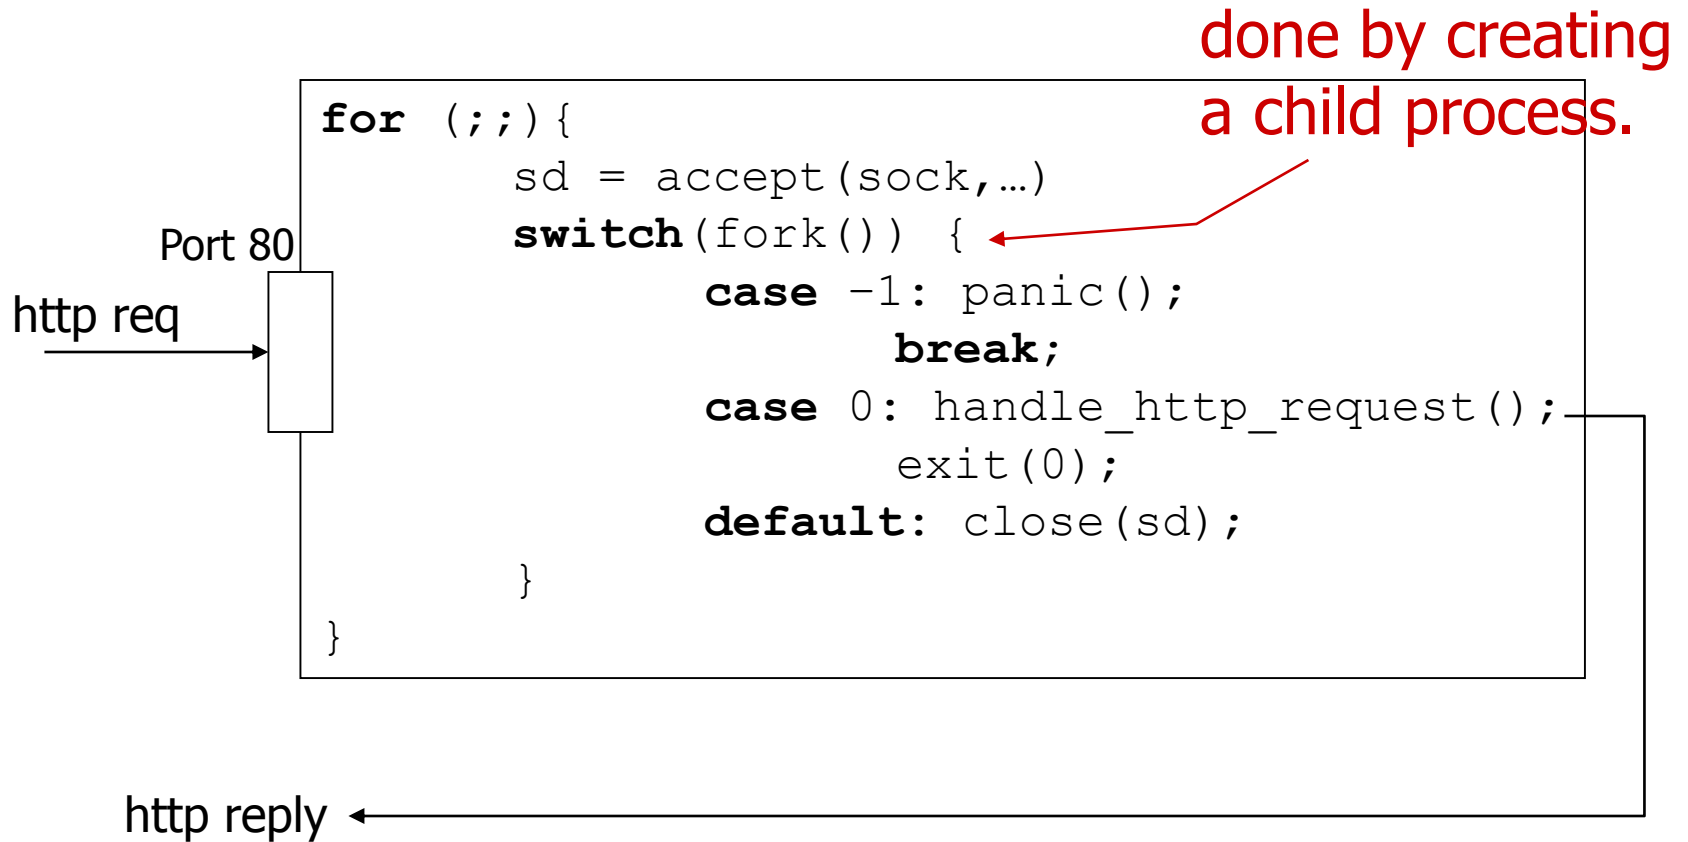 done by creating
a child process.
for (;;){
sd = accept(sock,…)
switch(fork()) {
case –1: panic();
break;
case 0: handle_http_request();
exit(0);
default: close(sd);
}
}
Port 80
http req
http reply